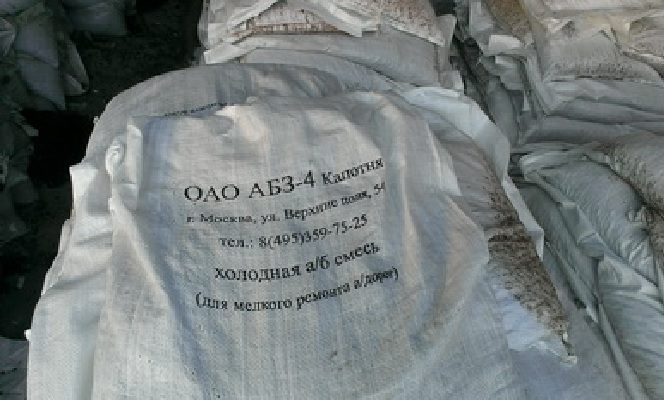 ОАО АБЗ-4 Капотня
г. Москва, ул. Верхние поля, 54
тел.: 8(495)359-75-25
холодная а/б смесь
(для мелкого ремонта а/дорог)